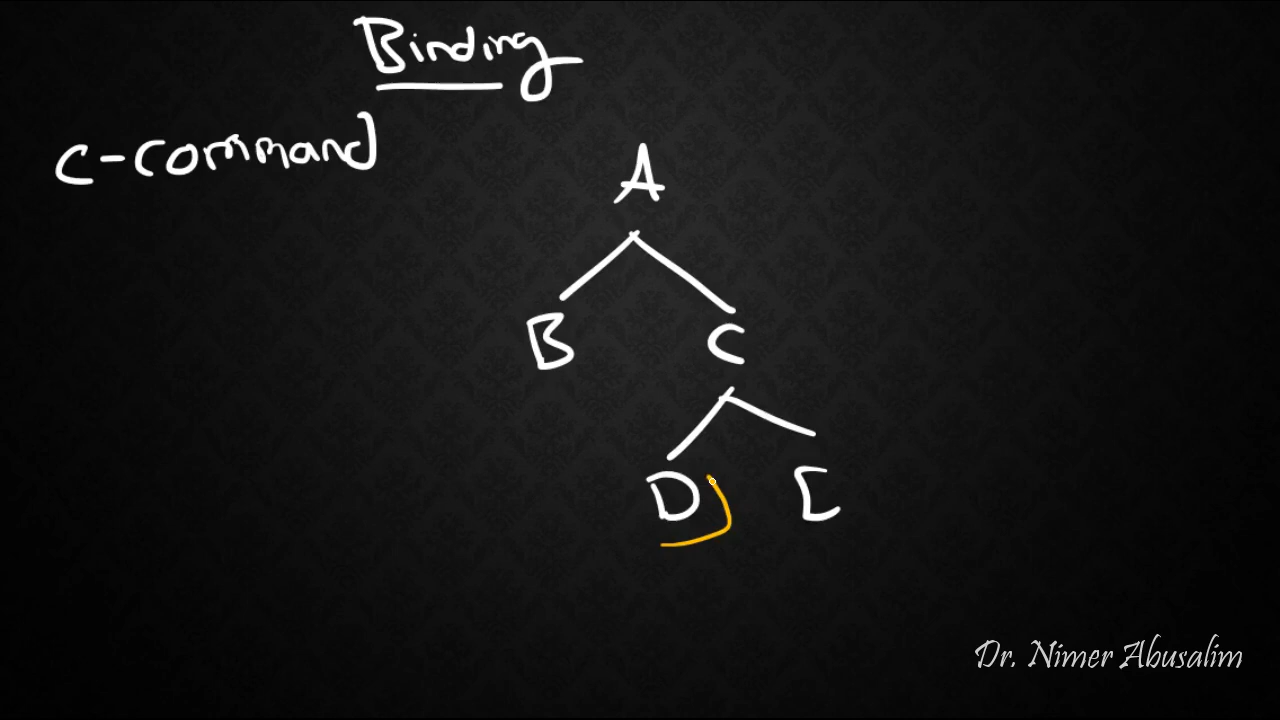 Binding
c-command
A
B C
D E
Dr. Nimer Abusalim